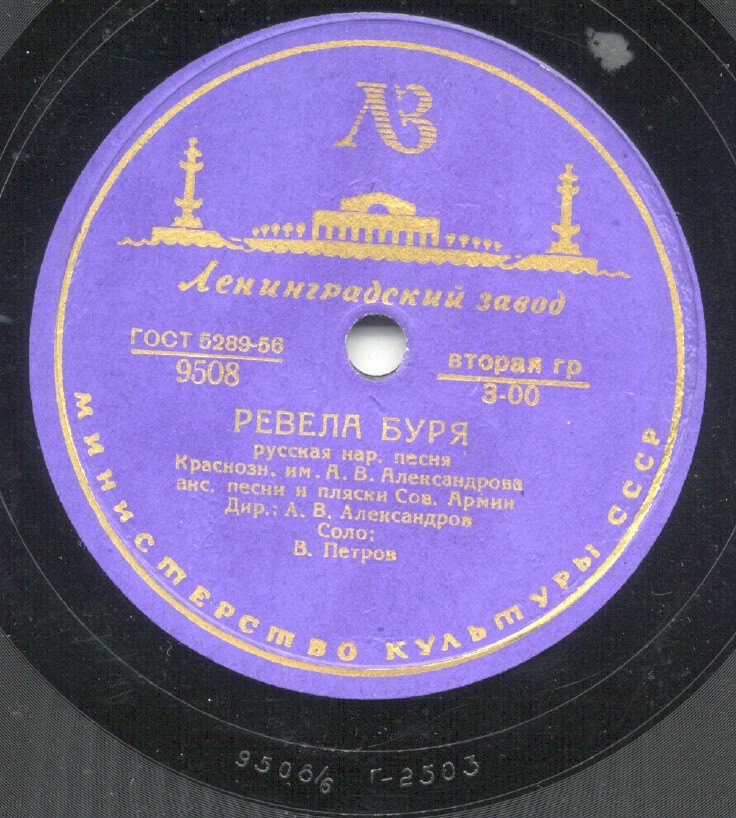 ЛЗ
Ленинградский завод
ГОСТ 5289-56
9508
вторая гр
3-00
РЕВЕЛА БУРЯ
русская нар. песня
Краснозн. им. А. В. Александрова
анс. песни и пляски Сов. Армии
Дир.: А. В. Александров
Соло:
В. Петров
МИНИСТЕРСТВО КУЛЬТУРЫ СССР
9508/6 Г-2503